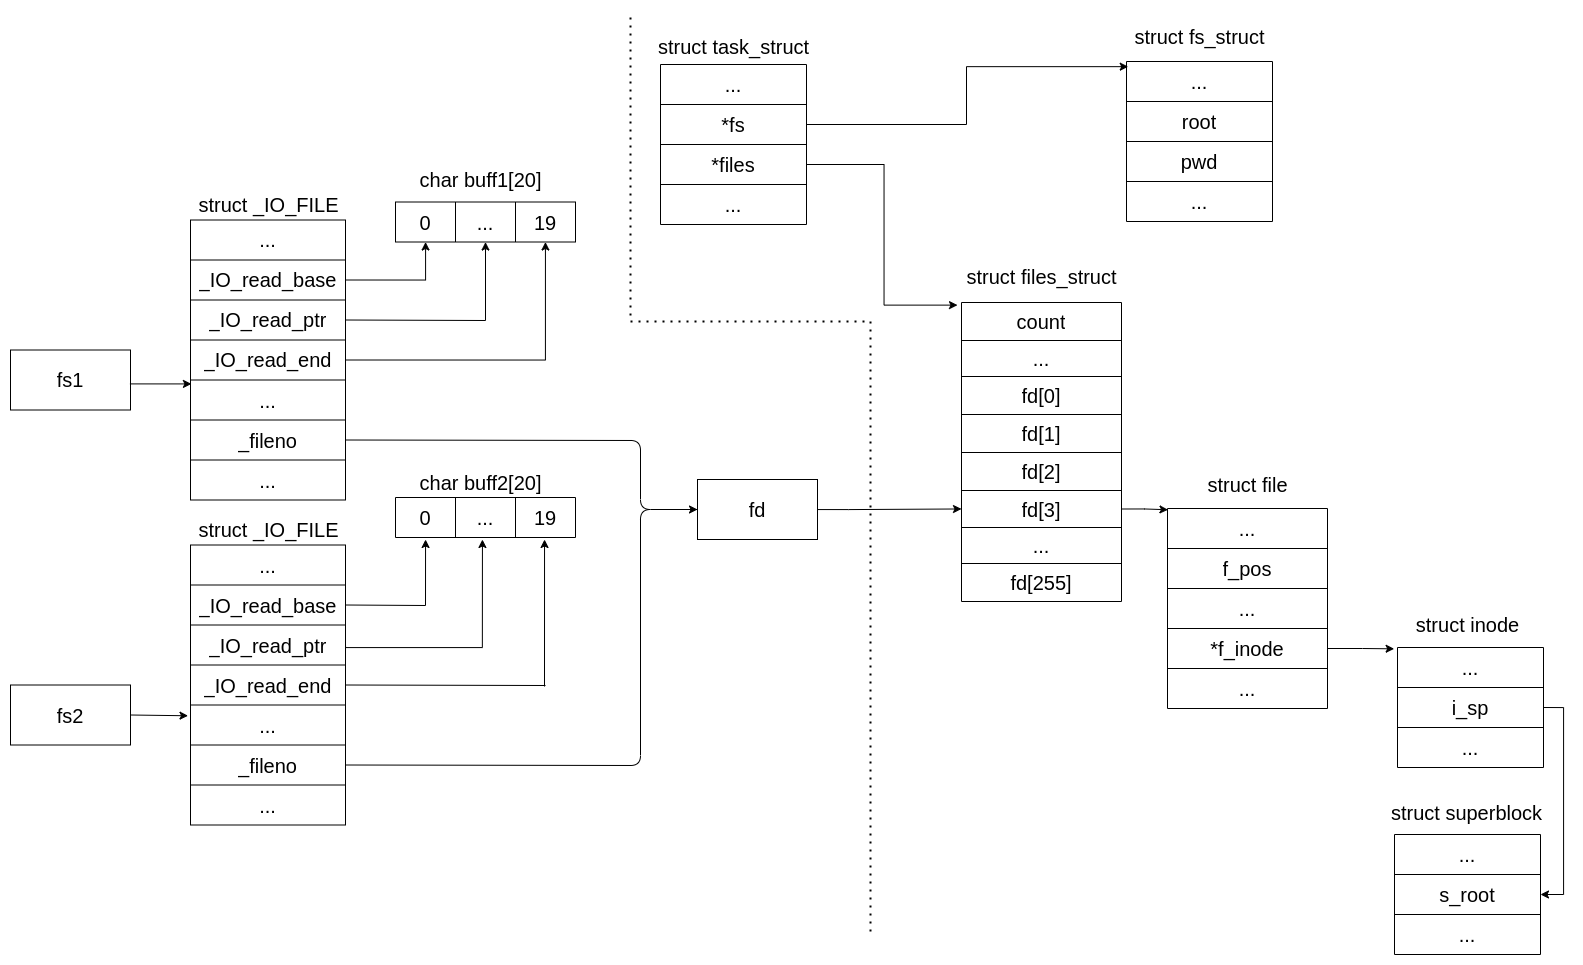 fs1
struct _IO_FILE
...
_IO_read_base
_IO_read_ptr
_IO_read_end
...
_fileno
...
char buff1[20]
0 ... 19
fs2
struct _IO_FILE
...
_IO_read_base
_IO_read_ptr
_IO_read_end
...
_fileno
...
char buff2[20]
0 ... 19
fd
struct task_struct
...
*fs
*files
...
struct fs_struct
...
root
pwd
...
struct files_struct
count
...
fd[0]
fd[1]
fd[2]
fd[3]
...
fd[255]
struct file
...
f_pos
...
*f_inode
...
struct inode
...
i_sp
...
struct superblock
...
s_root
...